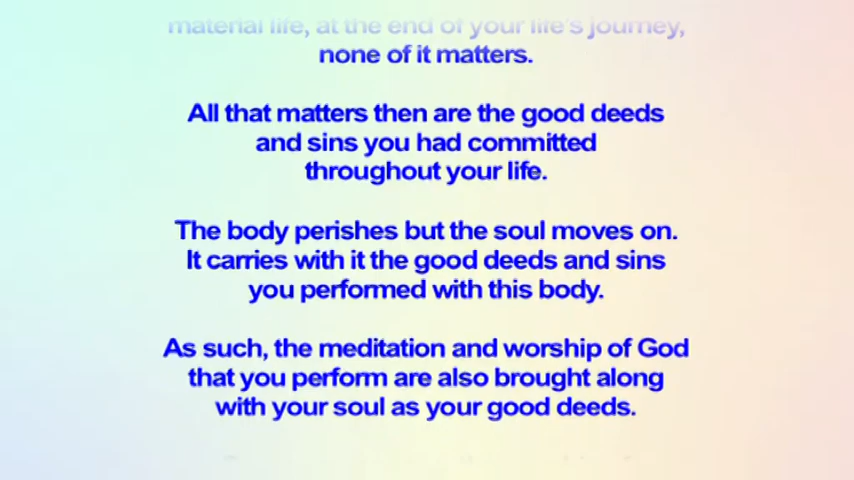 material life, at the end of your life's journey,
none of it matters.
All that matters then are the good deeds
and sins you had committed
throughout your life.
The body perishes but the soul moves on.
It carries with it the good deeds and sins
you performed with this body.
As such, the meditation and worship of God
that you perform are also brought along
with your soul as your good deeds.